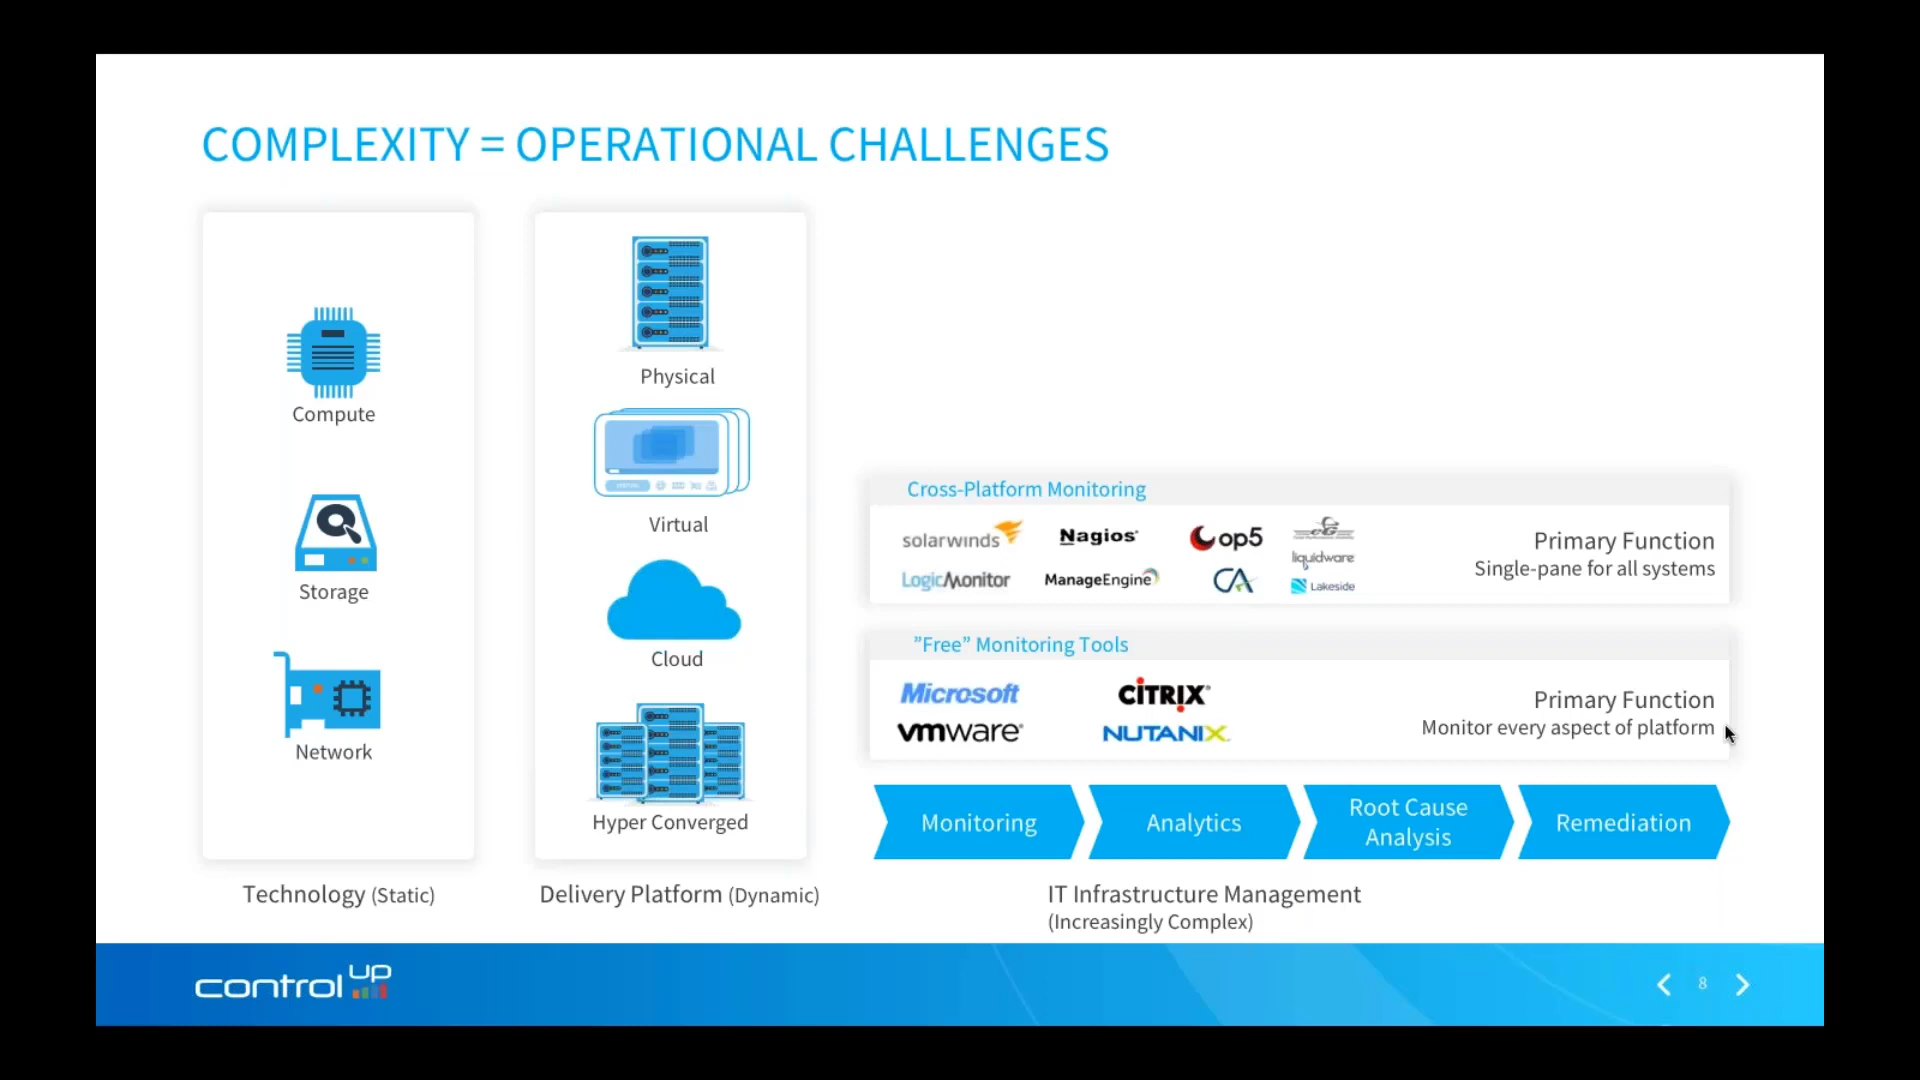 COMPLEXITY = OPERATIONAL CHALLENGES
Compute
Storage
Network
Technology (Static)
Physical
Virtual
Cloud
Hyper Converged
Delivery Platform (Dynamic)
Cross-Platform Monitoring
solarwinds
Nagios®
op5
eG
liquidware
LogicMonitor
ManageEngine
CA
Lakeside
Primary Function
Single-pane for all systems
”Free” Monitoring Tools
Microsoft
CİTRIX®
vmware®
NUTANIX
Primary Function
Monitor every aspect of platform
Monitoring
Analytics
Root Cause
Analysis
Remediation
IT Infrastructure Management
(Increasingly Complex)
control UP
8